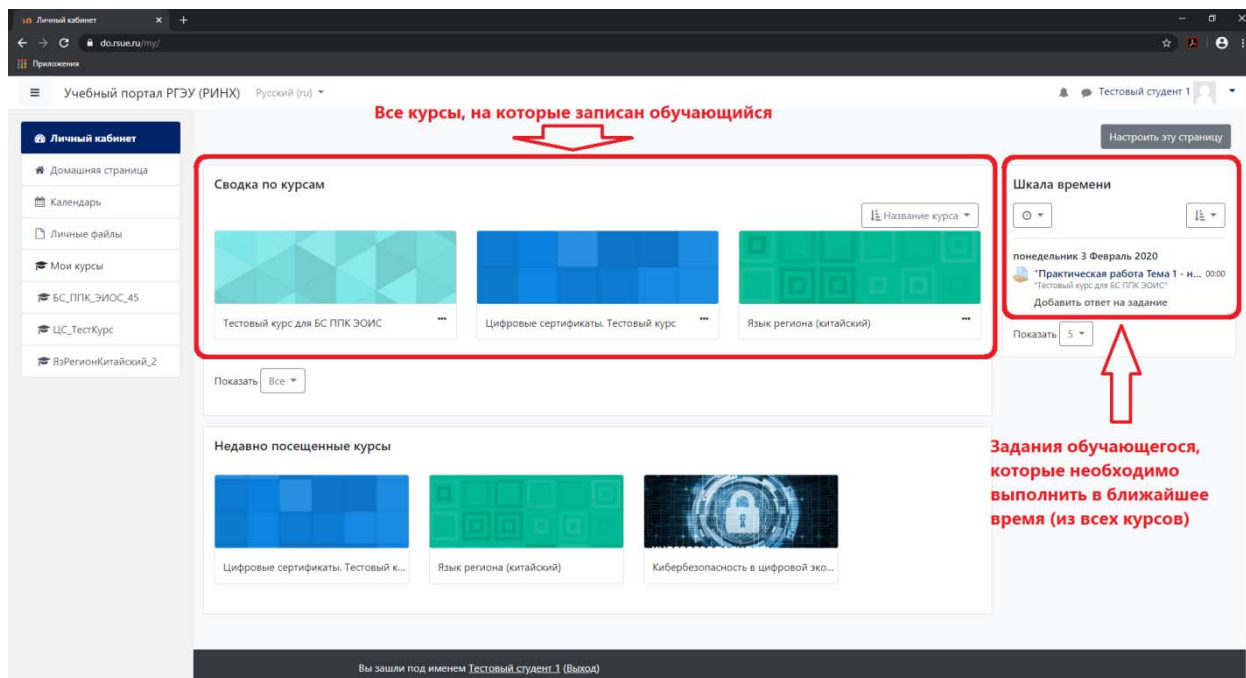 Личный кабинет
do.rsue.ru/my/
Приложения
Учебный портал РГЭУ (РИНХ) Русский (ru)
Тестовый студент 1
Все курсы, на которые записан обучающийся
Настроить эту страницу
Личный кабинет
Домашняя страница
Календарь
Личные файлы
Мои курсы
БС_ППК_ЭИОС_45
ЦС_ТестКурс
ЯзРегионКитайский_2
Сводка по курсам
Название курса
Тестовый курс для БС ППК ЭОИС
Цифровые сертификаты. Тестовый курс
Язык региона (китайский)
Показать Все
Шкала времени
понедельник 3 Февраль 2020
"Практическая работа Тема 1 - н... 00:00
"Тестовый курс для БС ППК ЭОИС"
Добавить ответ на задание
Показать 5
Задания обучающегося,
которые необходимо
выполнить в ближайшее
время (из всех курсов)
Недавно посещенные курсы
Цифровые сертификаты. Тестовый к...
Язык региона (китайский)
Кибербезопасность в цифровой эко...
Вы зашли под именем Тестовый студент 1 (Выход)